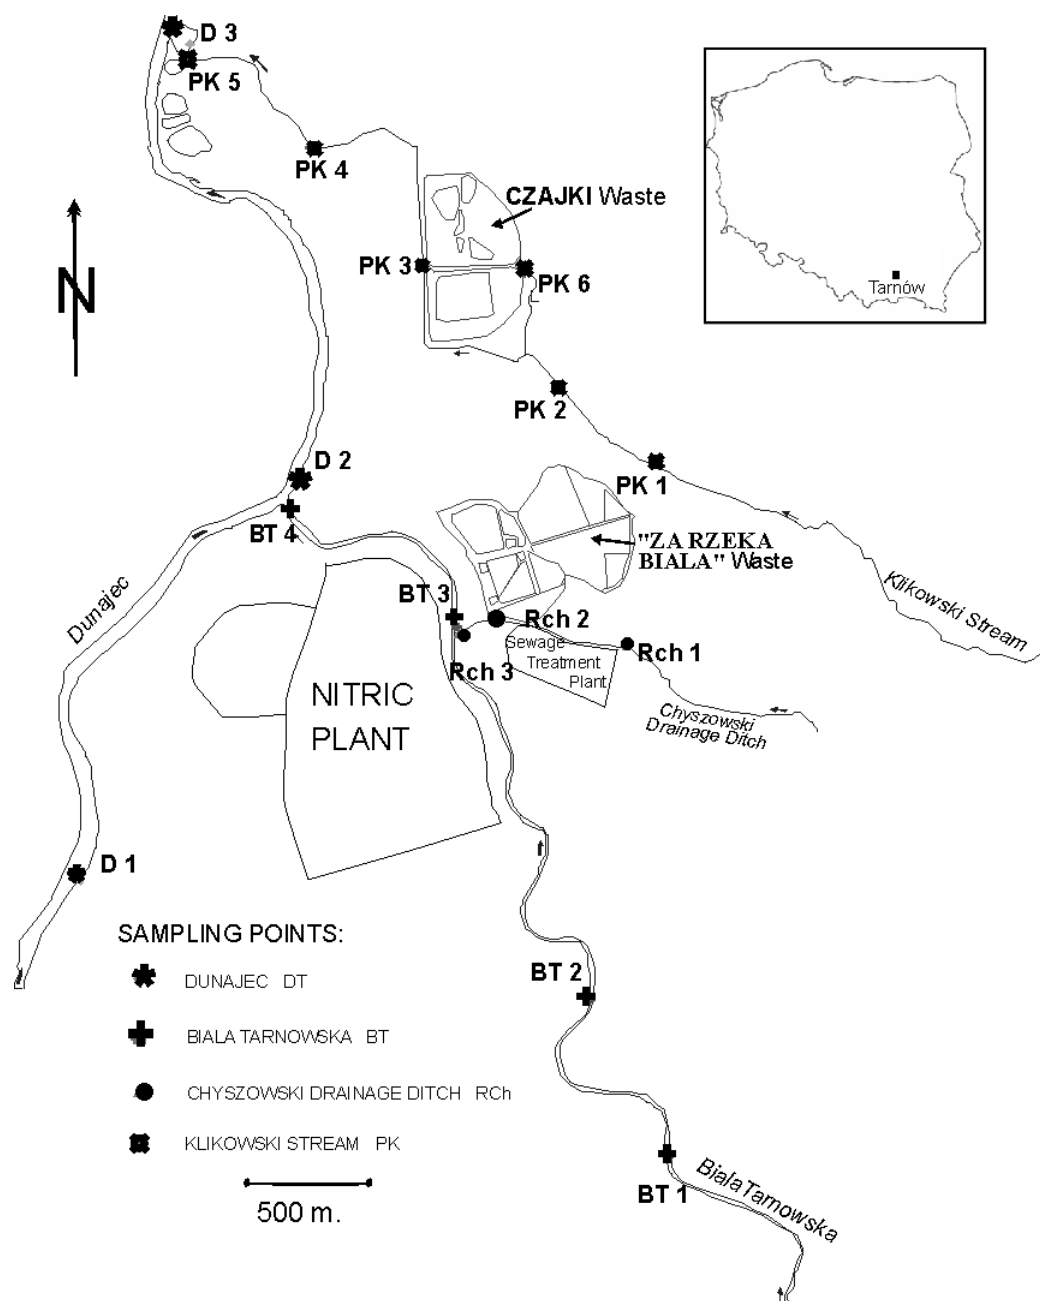 D 3
PK 5
PK 4
CZAJKI Waste
PK 3
PK 6
Tarnów
N
PK 2
D 2
PK 1
BT 4
"ZA RZEKA
BIALA" Waste
Dunajec
Klikowski Stream
BT 3
Rch 2
Sewage
Treatment
Plant
Rch 1
Rch 3
NITRIC
PLANT
Chyszowski
Drainage Ditch
D 1
SAMPLING POINTS:
DUNAJEC DT
BIALA TARNOWSKA BT
CHYSZOWSKI DRAINAGE DITCH RCh
KLIKOWSKI STREAM PK
500 m.
BT 2
BT 1
Biala Tarnowska